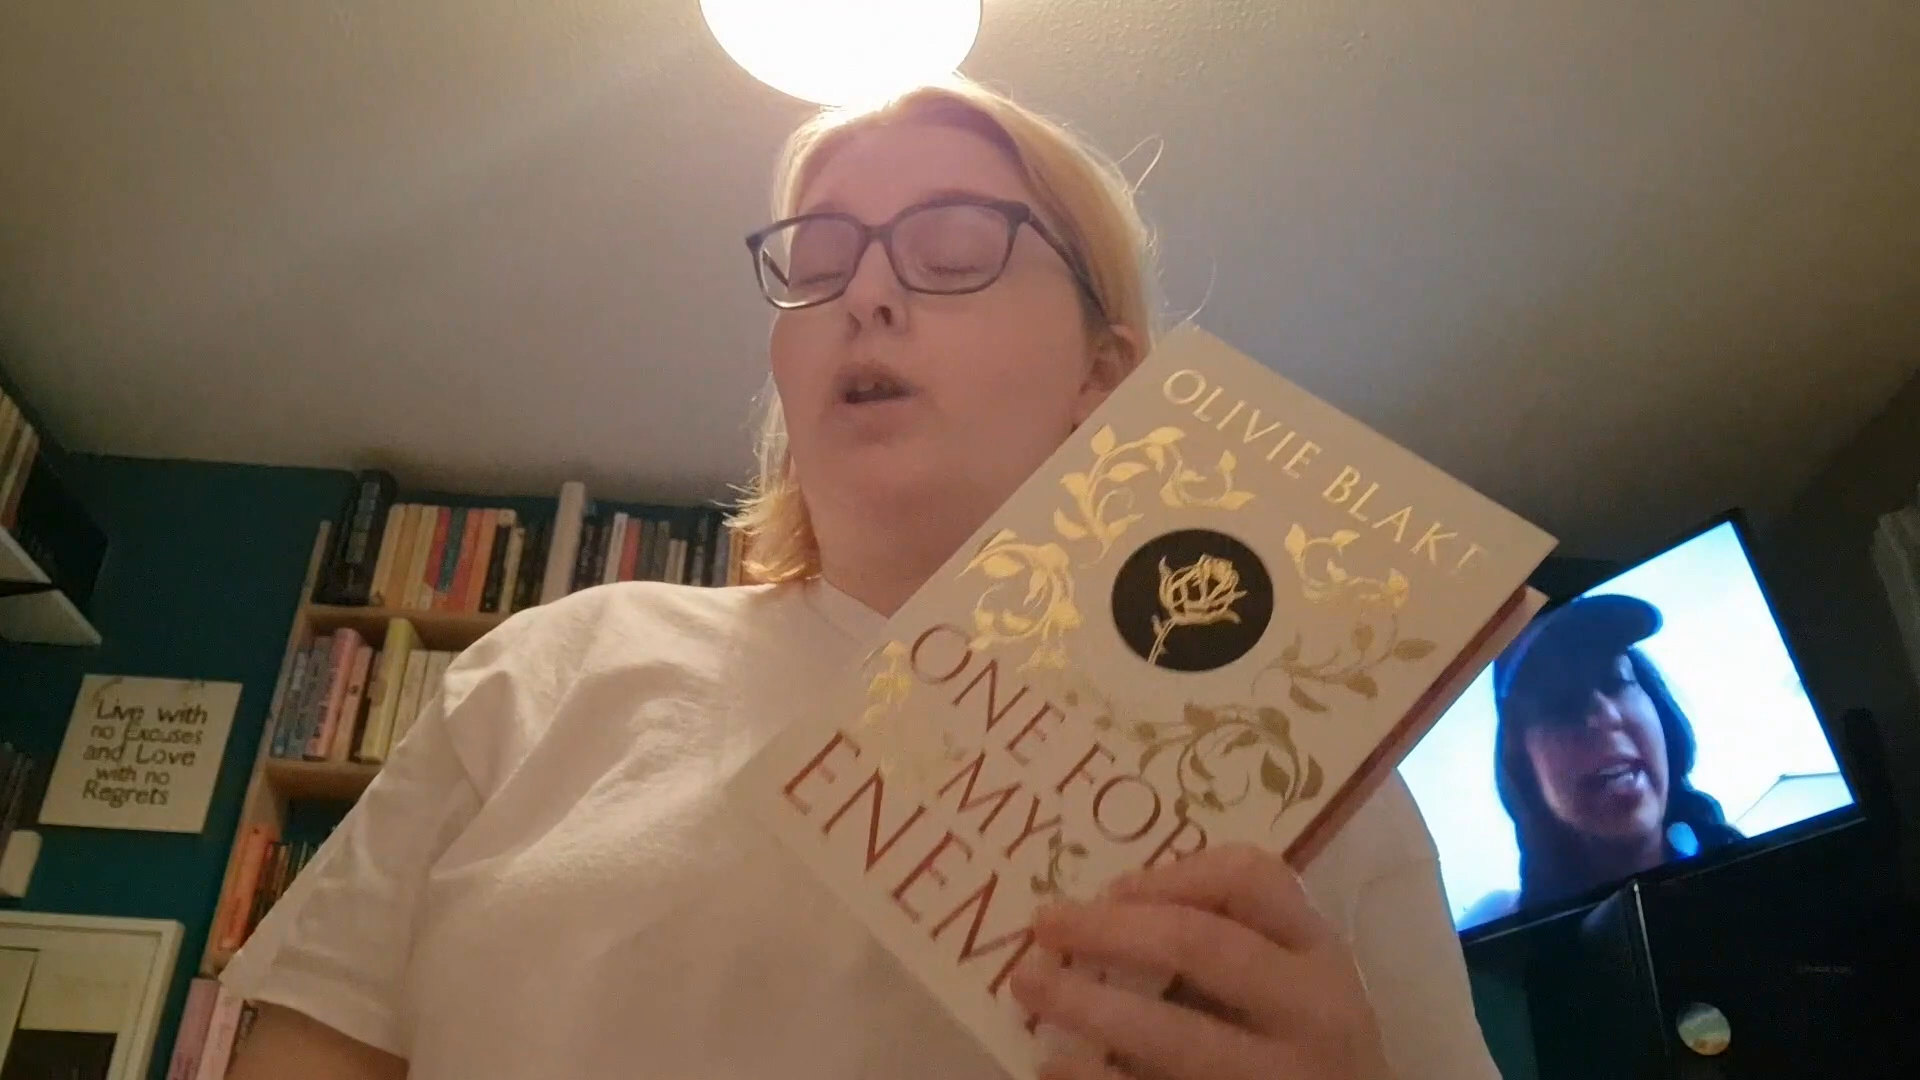 OLIVIE BLAKE
ONE FOR
MY
ENEM
Live with
no Excuses
and Love
with no
Regrets